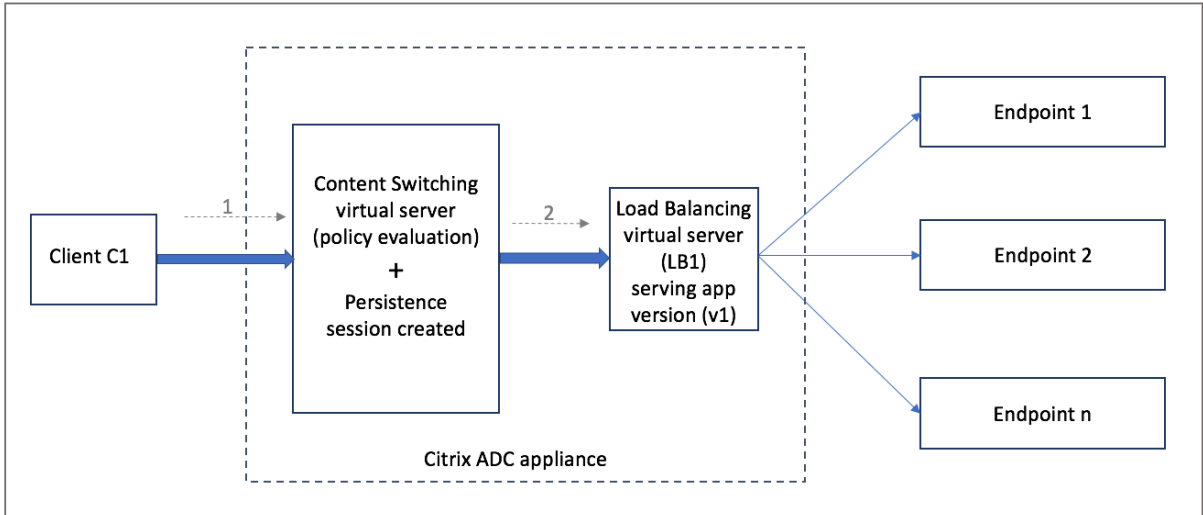 Client C1
1
Content Switching
virtual server
(policy evaluation)
+
Persistence
session created
2
Load Balancing
virtual server
(LB1)
serving app
version (v1)
Endpoint 1
Endpoint 2
Endpoint n
Citrix ADC appliance